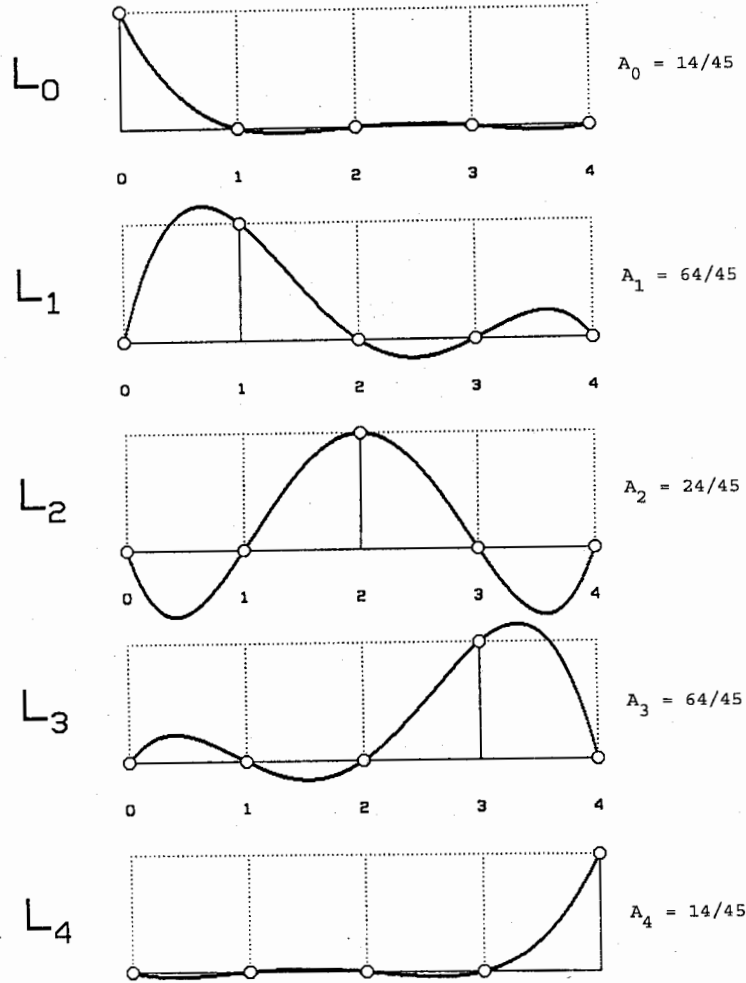 L0
A0 = 14/45
0 1 2 3 4
L1
A1 = 64/45
0 1 2 3 4
L2
A2 = 24/45
0 1 2 3 4
L3
A3 = 64/45
0 1 2 3 4
L4
A4 = 14/45